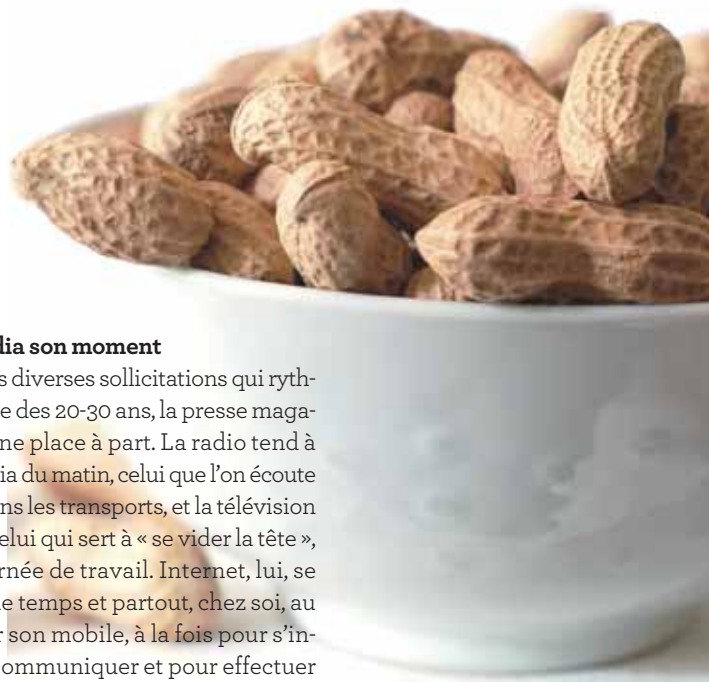 dia son moment
s diverses sollicitations qui ryth-
e des 20-30 ans, la presse maga-
ne place à part. La radio tend à
ia du matin, celui que l’on écoute
ns les transports, et la télévision
elui qui sert à « se vider la tête »,
rnée de travail. Internet, lui, se
e temps et partout, chez soi, au
r son mobile, à la fois pour s’in-
ommuniquer et pour effectuer